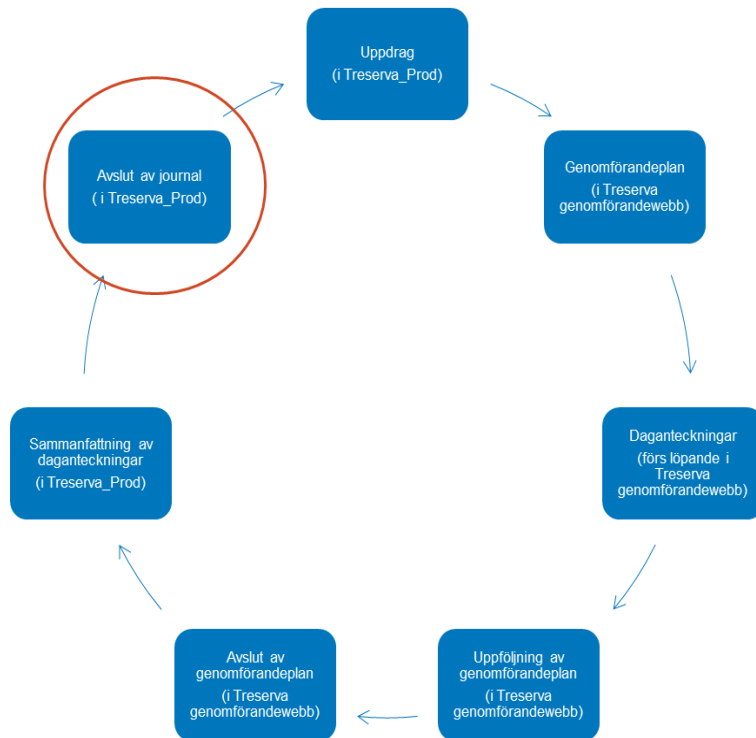 Uppdrag
(i Treserva_Prod)
Genomförandeplan
(i Treserva
genomförandewebb)
Daganteckningar
(förs löpande i
Treserva
genomförandewebb)
Uppföljning av
genomförandeplan
(i Treserva
genomförandewebb)
Avslut av
genomförandeplan
(i Treserva
genomförandewebb)
Sammanfattning av
daganteckningar
(i Treserva_Prod)
Avslut av journal
( i Treserva_Prod)